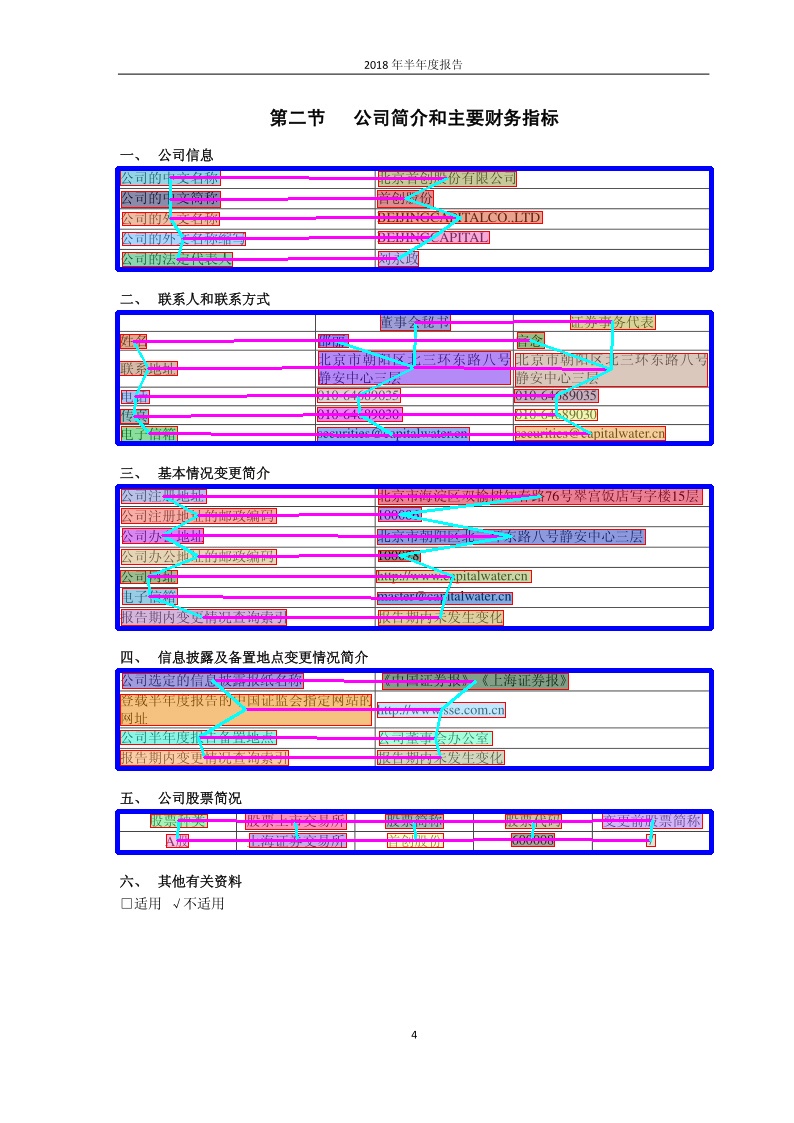 2018 年半年度报告
第二节 公司简介和主要财务指标
一、 公司信息
公司的中文名称 北京首创股份有限公司
公司的中文简称 首创股份
公司的外文名称 BEIJINGCAPITALCO.,LTD
公司的外文名称缩写 BEIJINGCAPITAL
公司的法定代表人 刘永政
二、 联系人和联系方式
董事会秘书 证券事务代表
姓名 邵丽
联系地址 北京市朝阳区北三环东路八号静安中心三层 北京市朝阳区北三环东路八号静安中心三层
电话 010-64689035 010-64689035
传真 010-64689030 010-64689030
电子信箱 securities@capitalwater.cn securities@capitalwater.cn
三、 基本情况变更简介
公司注册地址 北京市海淀区双榆树知春路76号翠宫饭店写字楼15层
公司注册地址的邮政编码
公司办公地址 北京市朝阳区北三环东路八号静安中心三层
公司办公地址的邮政编码
公司网址 http://www.capitalwater.cn
电子信箱 master@capitalwater.cn
报告期内变更情况查询索引 报告期内未发生变化
四、 信息披露及备置地点变更情况简介
公司选定的信息披露报纸名称 《中国证券报》、《上海证券报》
登载半年度报告的中国证监会指定网站的网址 http://www.sse.com.cn
公司半年度报告备置地点 公司董事会办公室
报告期内变更情况查询索引 报告期内未发生变化
五、 公司股票简况
股票种类 股票上市交易所 股票简称 股票代码 变更前股票简称
A股 上海证券交易所 首创股份 600008
六、 其他有关资料
□适用 √不适用
4